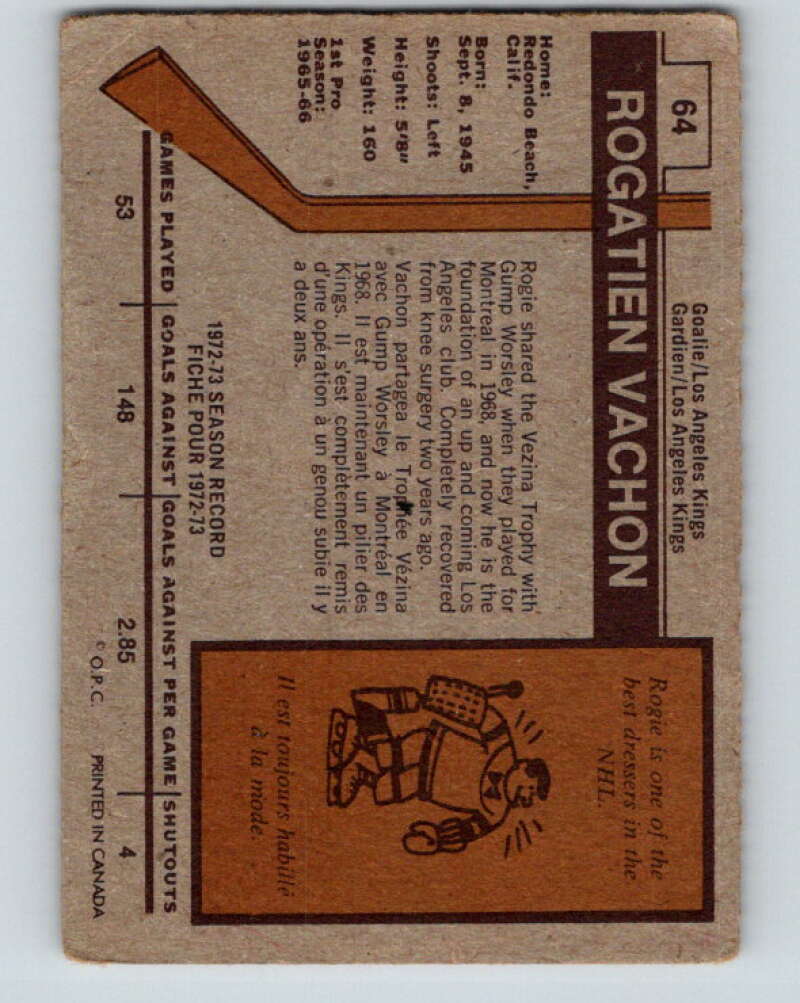 64
Goalie/Los Angeles Kings
Gardien/Los Angeles Kings
ROGATIEN VACHON
Home:
Redondo Beach,
Calif.
Born:
Sept. 8, 1945
Shoots: Left
Height: 5'8"
Weight: 160
1st Pro
Season:
1965-66
Rogie shared the Vezina Trophy with
Gump Worsley when they played for
Montreal in 1968, and now he is the
foundation of an up and coming Los
Angeles club. Completely recovered
from knee surgery two years ago.
Vachon partagea le Trophée Vézina
avec Gump Worsley à Montréal en
1968. Il est maintenant un pilier des
Kings. Il s'est complètement remis
d'une opération à un genou subie il y
a deux ans.
Rogie is one of the
best dressers in the
NHL.
Il est toujours habillé
à la mode.
1972-73 SEASON RECORD
FICHE POUR 1972-73
GAMES PLAYED GOALS AGAINST GOALS AGAINST PER GAME SHUTOUTS
53 148 2.85 4
© O.P.C. PRINTED IN CANADA